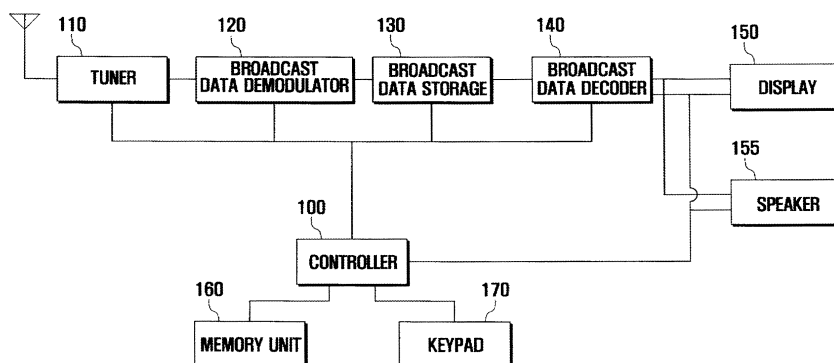 110
TUNER
120
BROADCAST
DATA DEMODULATOR
130
BROADCAST
DATA STORAGE
140
BROADCAST
DATA DECODER
150
DISPLAY
155
SPEAKER
100
CONTROLLER
160
MEMORY UNIT
170
KEYPAD